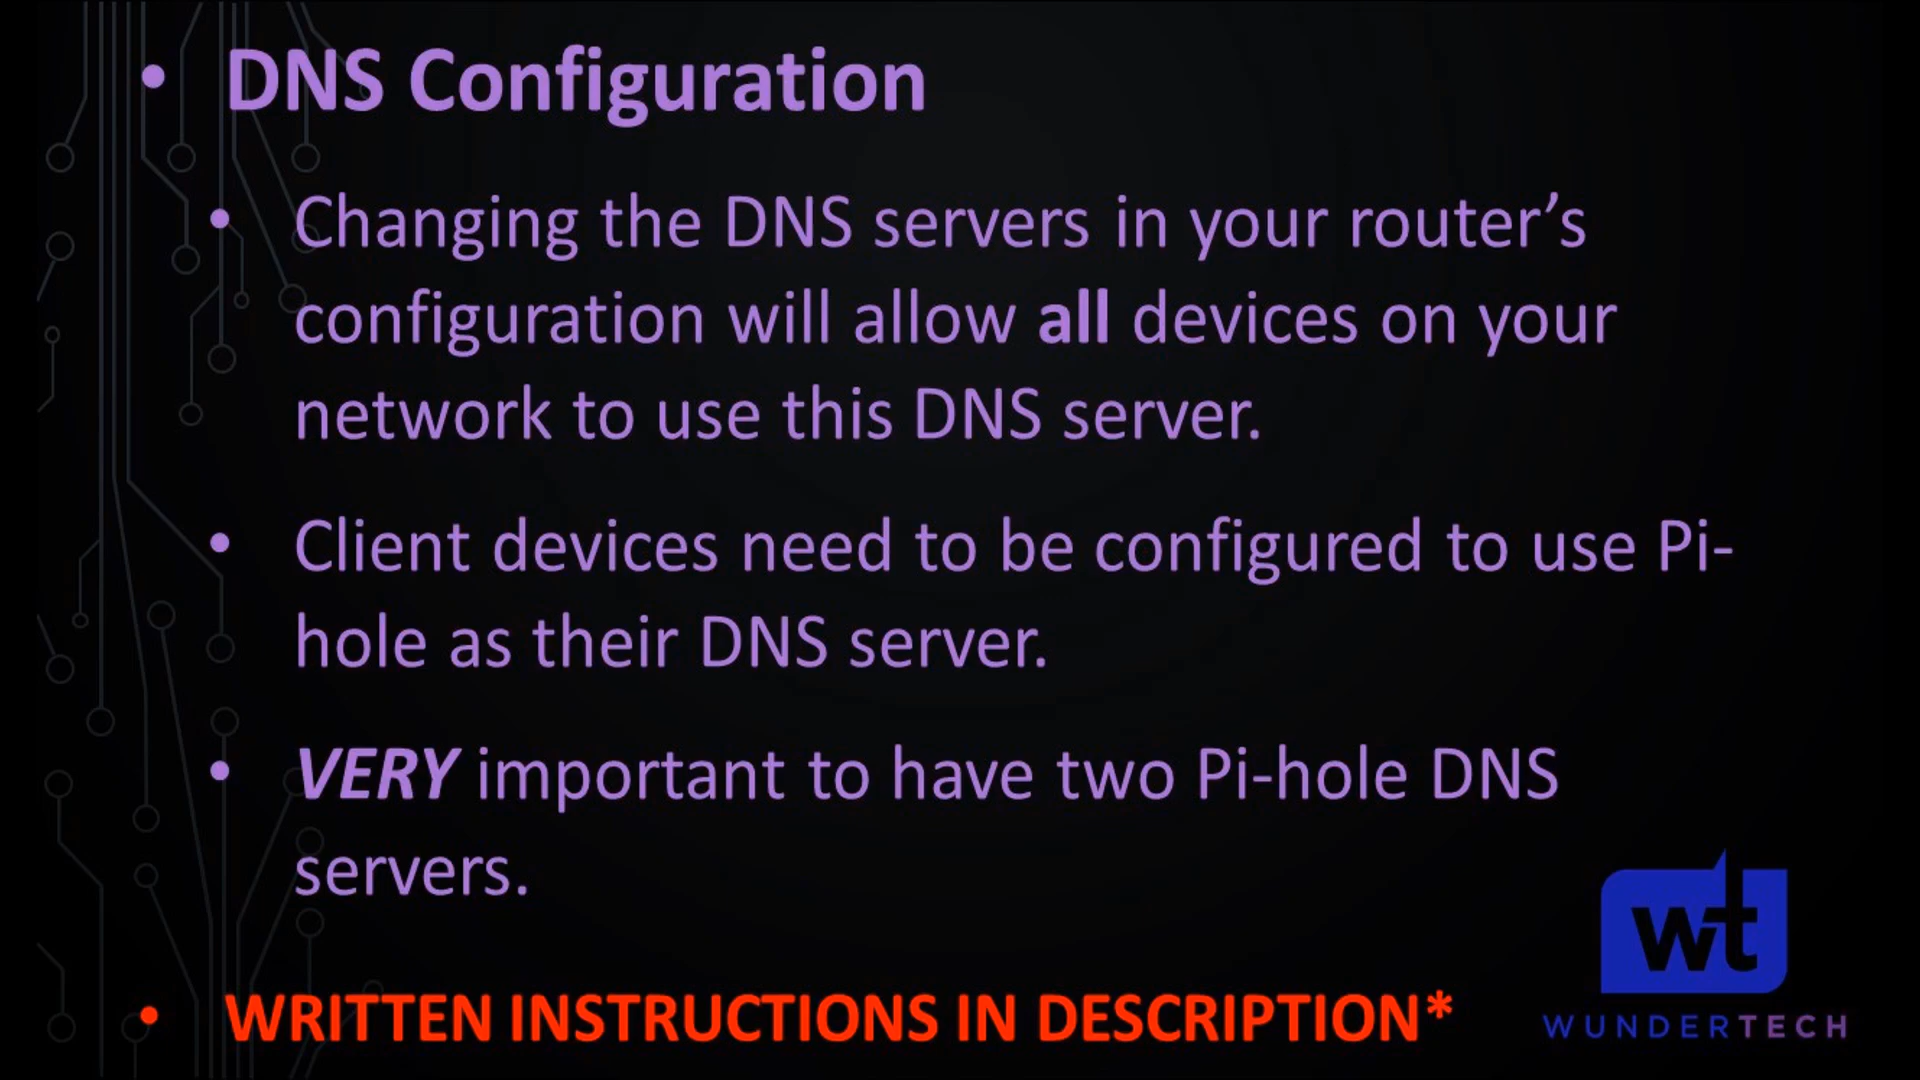 • DNS Configuration
• Changing the DNS servers in your router’s
configuration will allow all devices on your
network to use this DNS server.
• Client devices need to be configured to use Pi-
hole as their DNS server.
• VERY important to have two Pi-hole DNS
servers.
• WRITTEN INSTRUCTIONS IN DESCRIPTION*
wt
WUNDERTECH